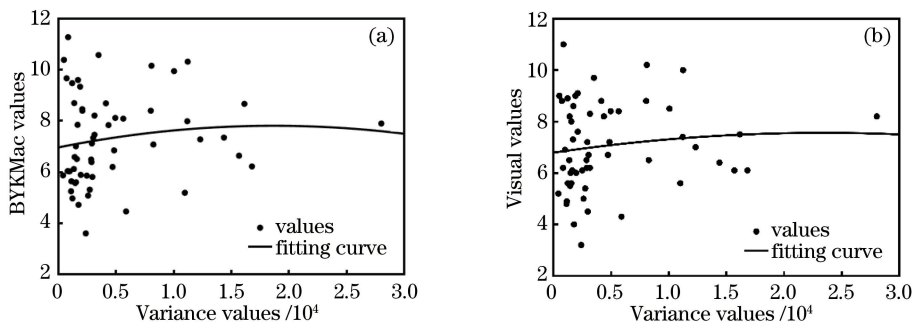 12
10
8
6
4
2
BYKMac values
(a)
values
fitting curve
0 0.5 1.0 1.5 2.0 2.5 3.0
Variance values /10⁴
12
10
8
6
4
2
Visual values
(b)
values
fitting curve
0 0.5 1.0 1.5 2.0 2.5 3.0
Variance values /10⁴